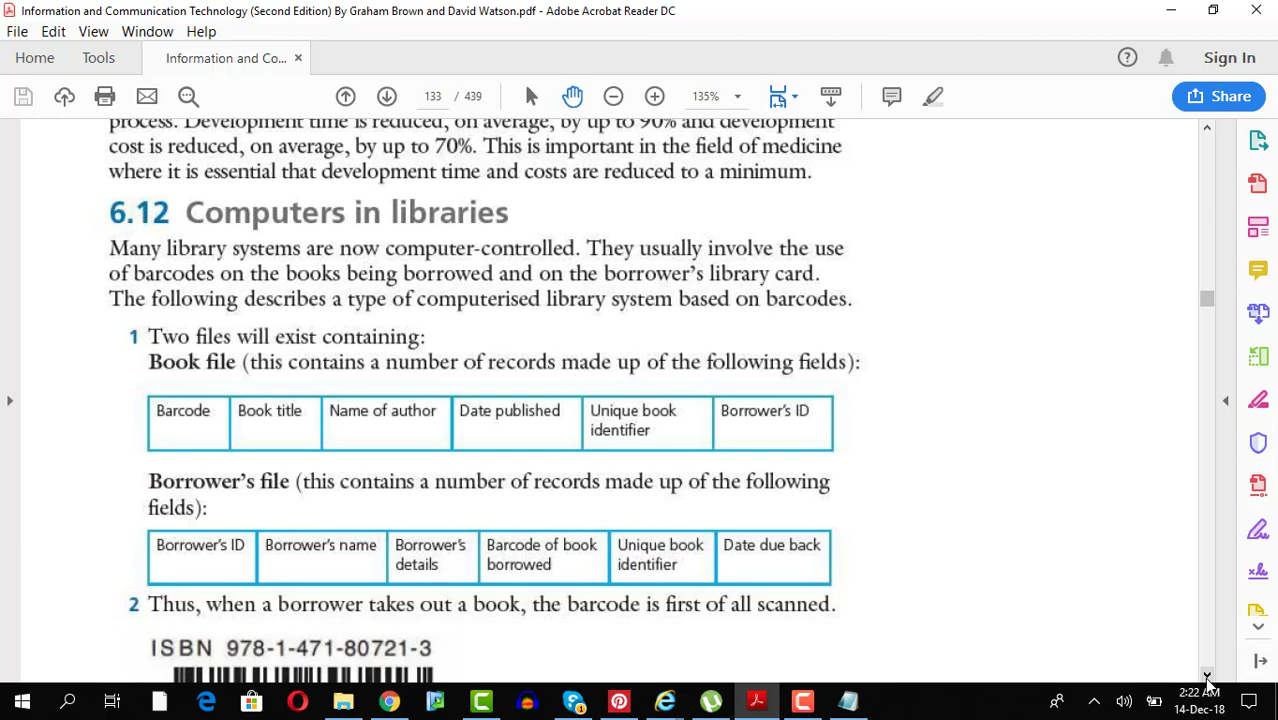 Information and Communication Technology (Second Edition) By Graham Brown and David Watson.pdf - Adobe Acrobat Reader DC
File Edit View Window Help
Home Tools Information and Co... × Sign In
133 / 439 135% Share
process. Development time is reduced, on average, by up to 90% and development
cost is reduced, on average, by up to 70%. This is important in the field of medicine
where it is essential that development time and costs are reduced to a minimum.
6.12 Computers in libraries
Many library systems are now computer-controlled. They usually involve the use
of barcodes on the books being borrowed and on the borrower's library card.
The following describes a type of computerised library system based on barcodes.
1 Two files will exist containing:
Book file (this contains a number of records made up of the following fields):
Barcode Book title Name of author Date published Unique book Borrower's ID
identifier
Borrower's file (this contains a number of records made up of the following
fields):
Borrower's ID Borrower's name Borrower's Barcode of book Unique book Date due back
details borrowed identifier
2 Thus, when a borrower takes out a book, the barcode is first of all scanned.
ISBN 978-1-471-80721-3
2:22 AM
14-Dec-18